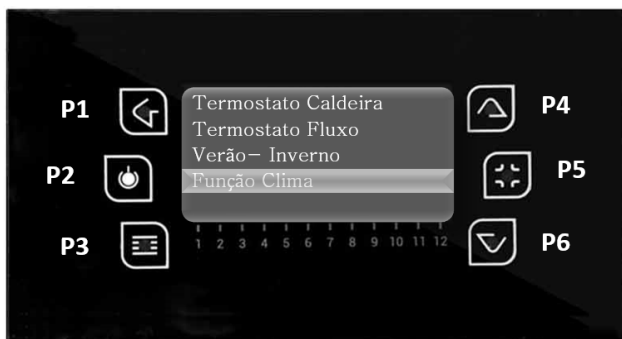 P1
P2
P3
Termostato Caldeira
Termostato Fluxo
Verão− Inverno
Função Clima
1 2 3 4 5 6 7 8 9 10 11 12
P4
P5
P6